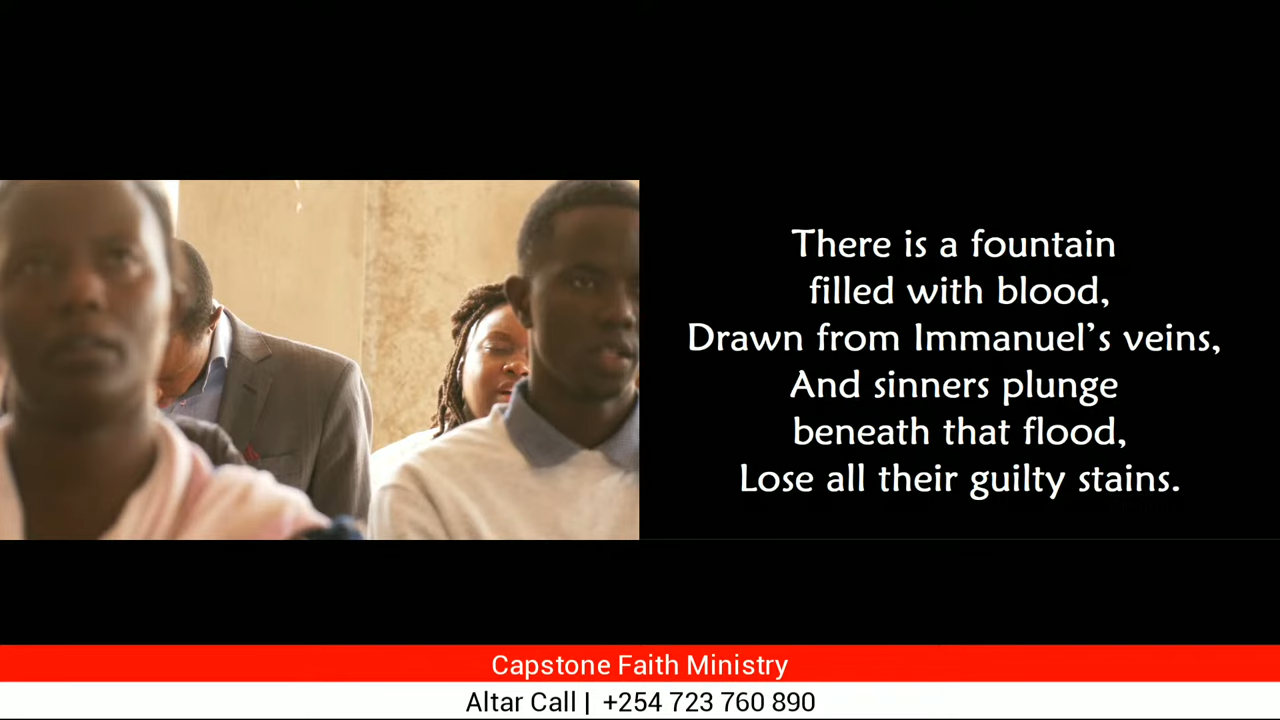 There is a fountain
filled with blood,
Drawn from Immanuel’s veins,
And sinners plunge
beneath that flood,
Lose all their guilty stains.
Capstone Faith Ministry
Altar Call | +254 723 760 890